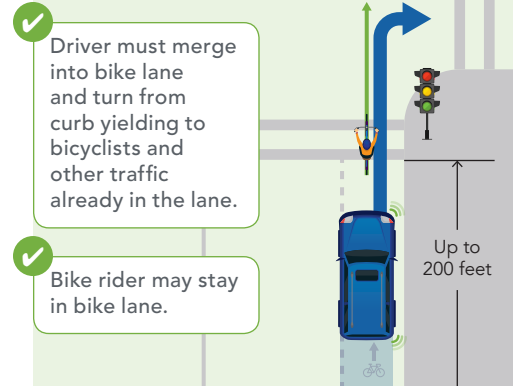 Driver must merge
into bike lane
and turn from
curb yielding to
bicyclists and
other traffic
already in the lane.
Bike rider may stay
in bike lane.
Up to
200 feet